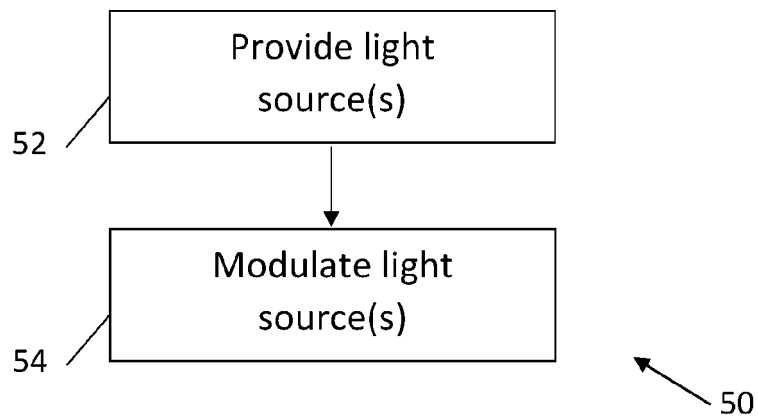 Provide light
source(s)
52
Modulate light
source(s)
54
50